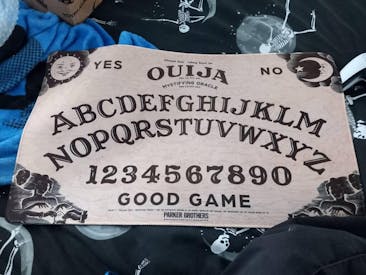 YES
OUIJA
NO
MYSTIFYING ORACLE
ABCDEFGHIJKLM
NOPQRSTUVWXYZ
1234567890
GOOD GAME
PARKER BROTHERS